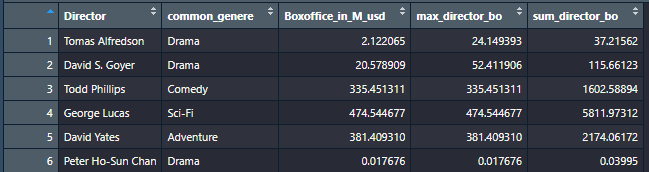 Director common_genere Boxoffice_in_M_usd max_director_bo sum_director_bo
1 Tomas Alfredson Drama 2.122065 24.149393 37.21562
2 David S. Goyer Drama 20.578909 52.411906 115.66123
3 Todd Phillips Comedy 335.451311 335.451311 1602.58894
4 George Lucas Sci-Fi 474.544677 474.544677 5811.97312
5 David Yates Adventure 381.409310 381.409310 2174.06172
6 Peter Ho-Sun Chan Drama 0.017676 0.017676 0.03995